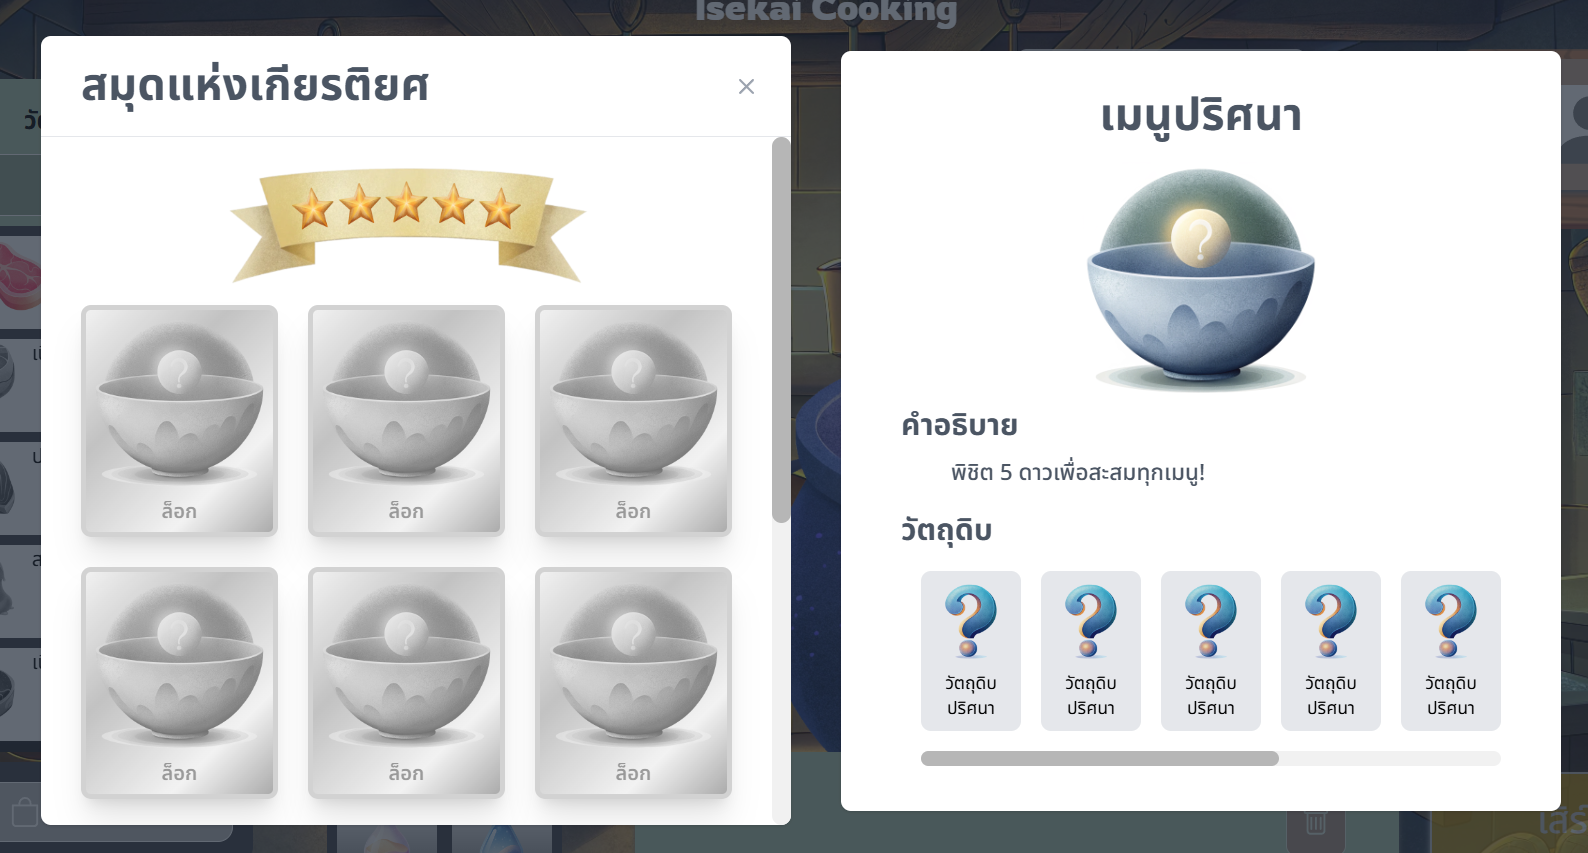 Isekai Cooking
สมุดแห่งเกียรติยศ
ล็อก
ล็อก
ล็อก
ล็อก
ล็อก
ล็อก
เมนูปริศนา
?
คำอธิบาย
พิชิต 5 ดาวเพื่อสะสมทุกเมนู!
วัตถุดิบ
วัตถุดิบ
ปริศนา
วัตถุดิบ
ปริศนา
วัตถุดิบ
ปริศนา
วัตถุดิบ
ปริศนา
วัตถุดิบ
ปริศนา